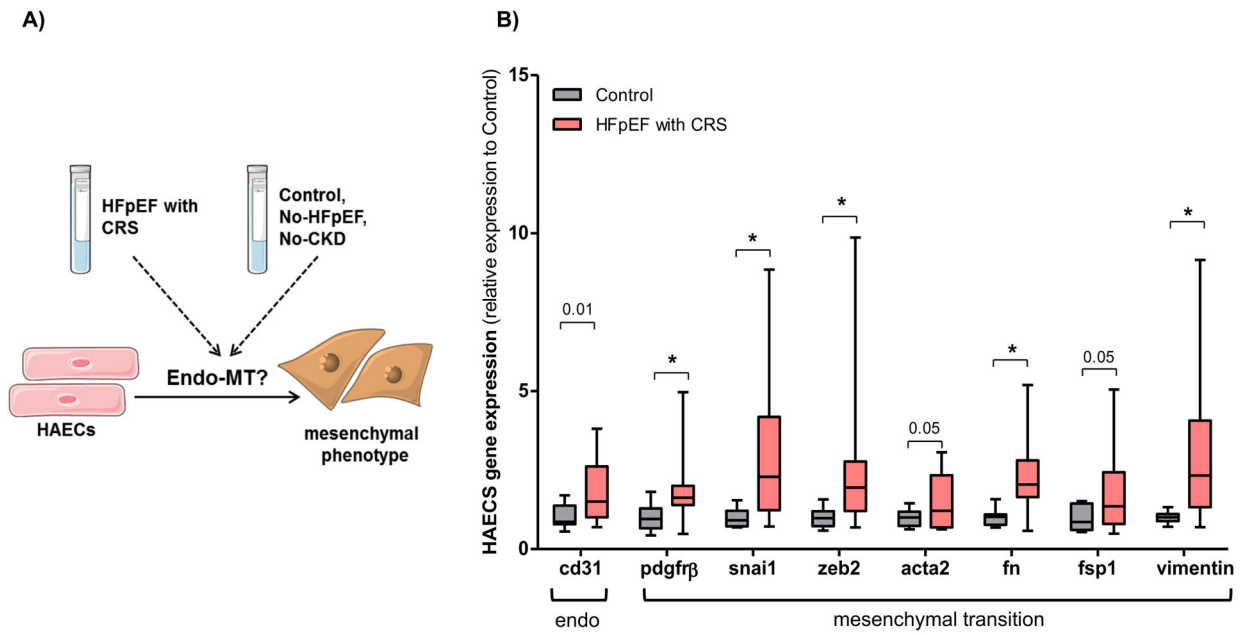 A)
HFpEF with
CRS
Control,
No-HFpEF,
No-CKD
Endo-MT?
HAECs
mesenchymal
phenotype
B)
HAECS gene expression (relative expression to Control)
15
10
5
0
Control
HFpEF with CRS
0.01
*
*
*
0.05
*
0.05
*
cd31
pdgfrβ
snai1
zeb2
acta2
fn
fsp1
vimentin
endo
mesenchymal transition